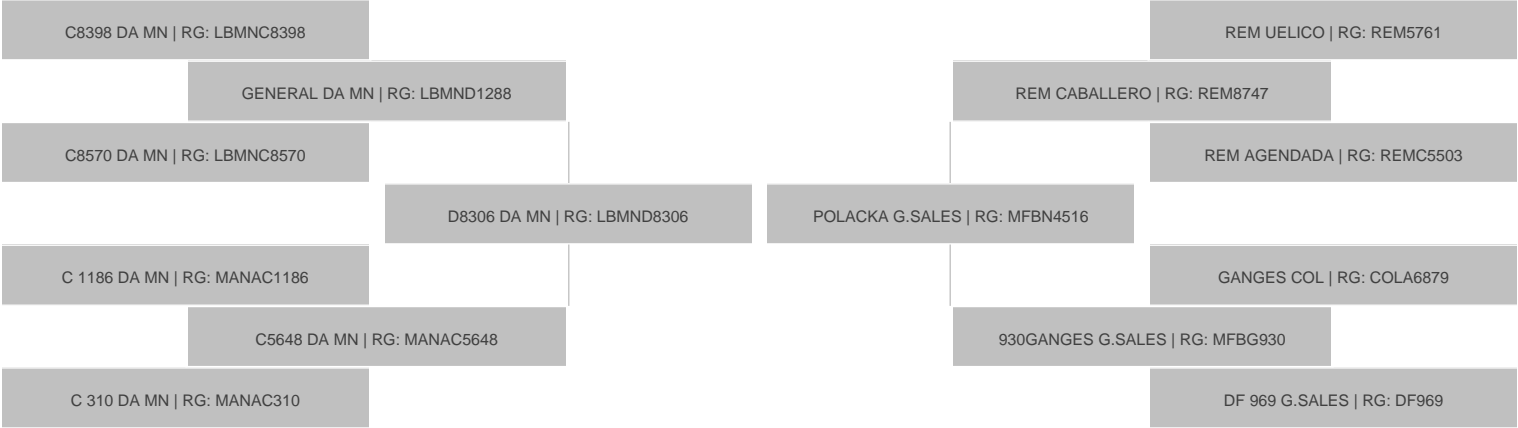 C8398 DA MN | RG: LBMNC8398
REM UELICO | RG: REM5761
GENERAL DA MN | RG: LBMND1288
REM CABALLERO | RG: REM8747
C8570 DA MN | RG: LBMNC8570
REM AGENDADA | RG: REMC5503
D8306 DA MN | RG: LBMND8306
POLACKA G.SALES | RG: MFBN4516
C 1186 DA MN | RG: MANAC1186
GANGES COL | RG: COLA6879
C5648 DA MN | RG: MANAC5648
930GANGES G.SALES | RG: MFBG930
C 310 DA MN | RG: MANAC310
DF 969 G.SALES | RG: DF969